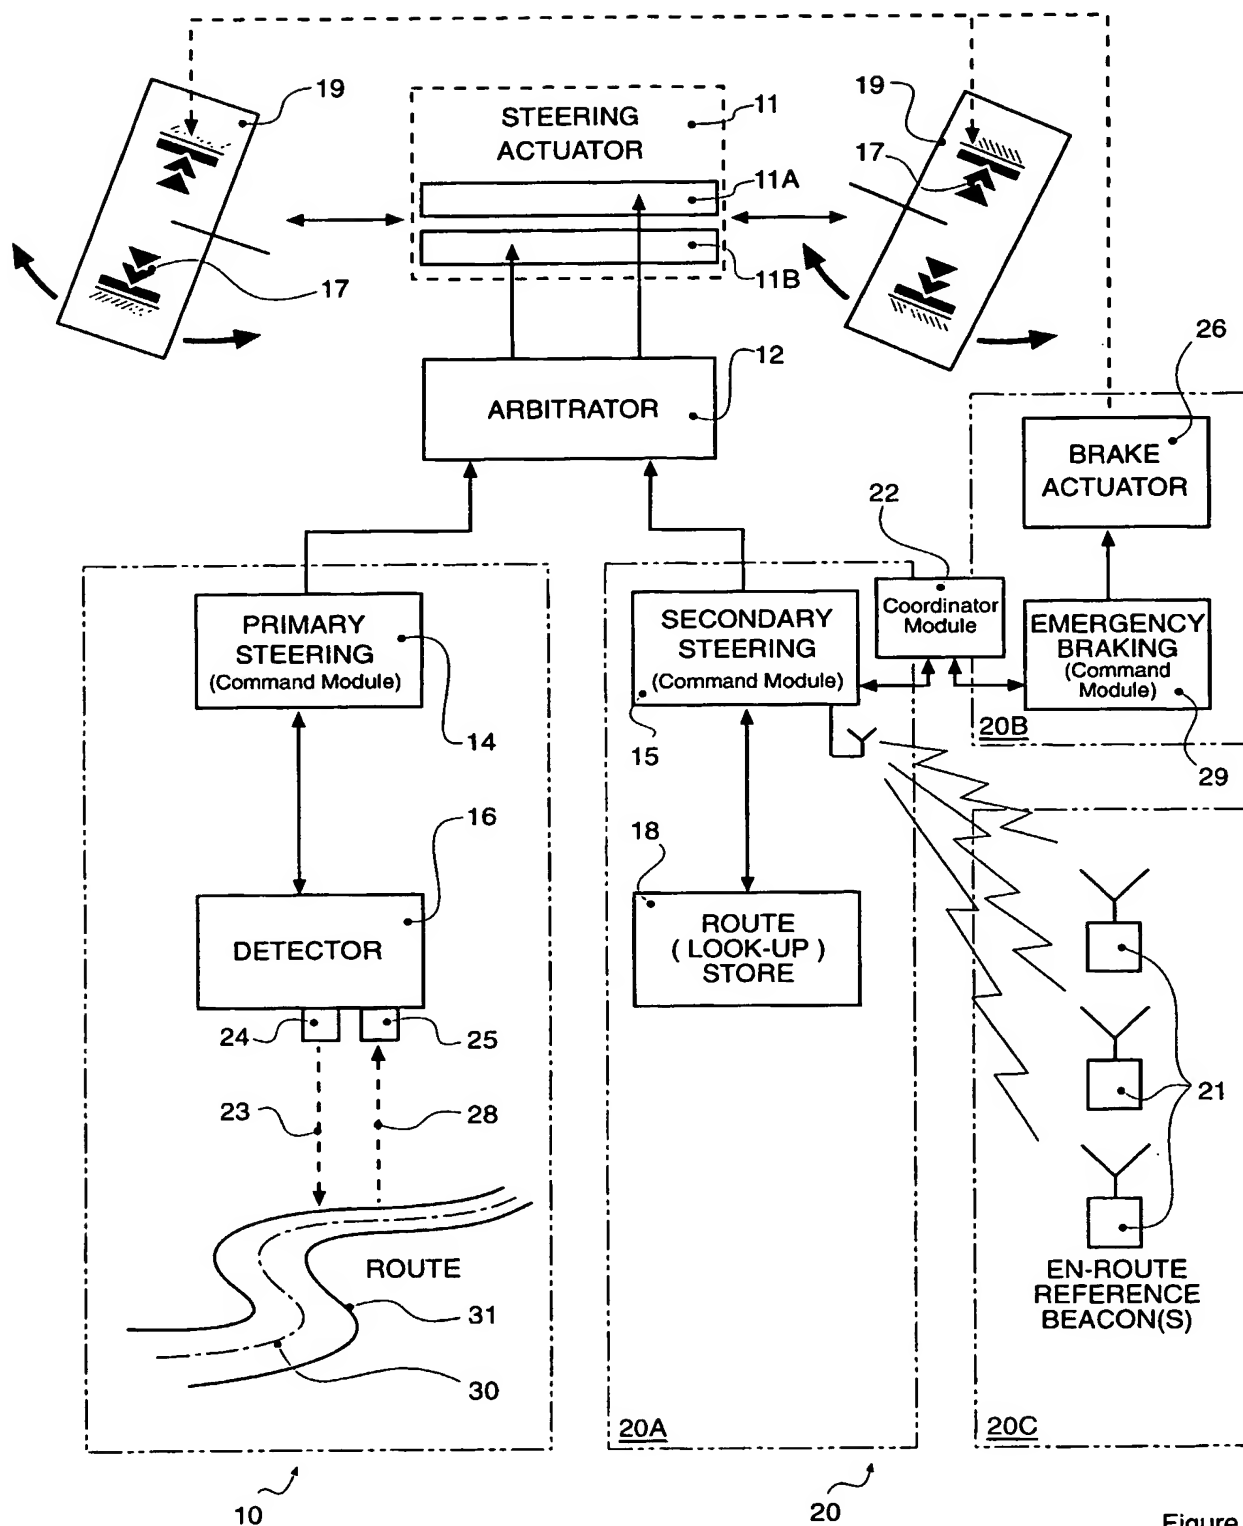 19
STEERING
ACTUATOR
11
19
17
11A
11B
17
12
ARBITRATOR
26
BRAKE
ACTUATOR
22
PRIMARY
STEERING
(Command Module)
SECONDARY
STEERING
(Command Module)
Coordinator
Module
EMERGENCY
BRAKING
(Command
Module)
20B
14
15
29
16
18
DETECTOR
ROUTE
( LOOK-UP )
STORE
24
25
23
28
21
ROUTE
31
30
EN-ROUTE
REFERENCE
BEACON(S)
20A
20C
10
20
Figure